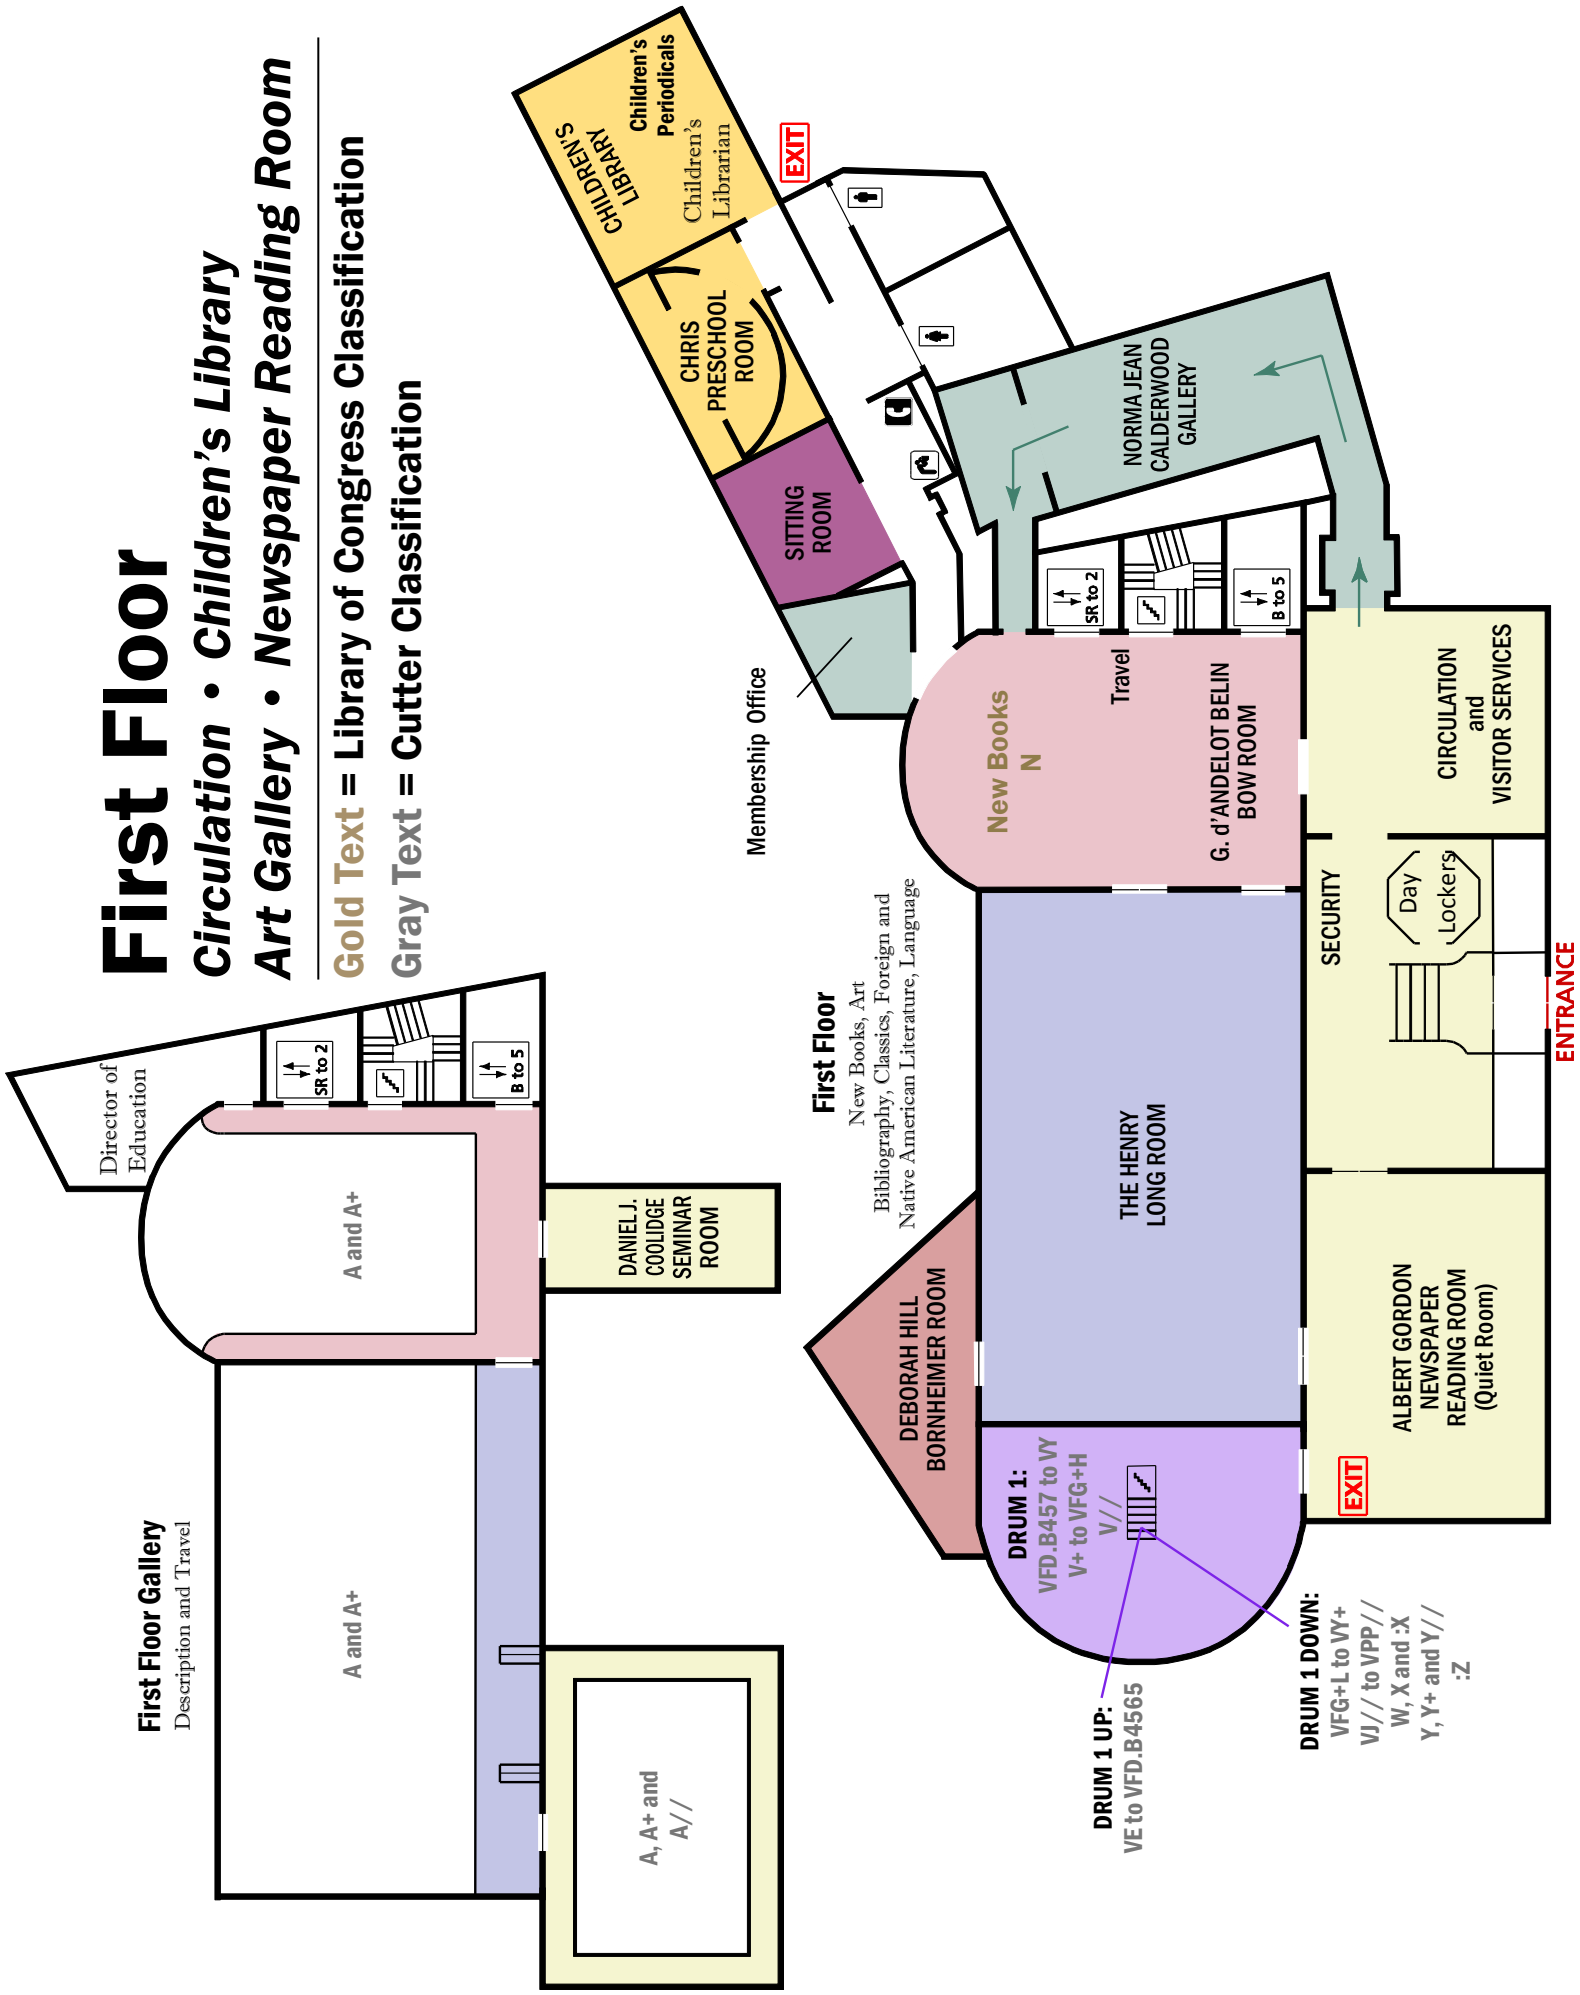 First Floor
Circulation • Children's Library
Art Gallery • Newspaper Reading Room
Gold Text = Library of Congress Classification
Gray Text = Cutter Classification
First Floor Gallery
Description and Travel
Director of
Education
A and A+
A and A+
SR to 2
B to 5
DANIEL J.
COOLIDGE
SEMINAR
ROOM
A, A+ and
A//
First Floor
New Books, Art
Bibliography, Classics, Foreign and
Native American Literature, Language
CHILDREN'S
LIBRARY
Children's
Periodicals
Children's
Librarian
EXIT
CHRIS
PRESCHOOL
ROOM
SITTING
ROOM
Membership Office
NORMA JEAN
CALDERWOOD
GALLERY
SR to 2
B to 5
New Books
N
Travel
G. d'ANDELOT BELIN
BOW ROOM
CIRCULATION
and
VISITOR SERVICES
SECURITY
Day
Lockers
ENTRANCE
THE HENRY
LONG ROOM
DEBORAH HILL
BORNHEIMER ROOM
ALBERT GORDON
NEWSPAPER
READING ROOM
(Quiet Room)
EXIT
DRUM 1:
VFD.B457 to VY
V+ to VFG+H
V//
DRUM 1 UP:
VE to VFD.B4565
DRUM 1 DOWN:
VFG+L to VY+
VJ// to VPP//
W, X and :X
Y, Y+ and Y//
:Z